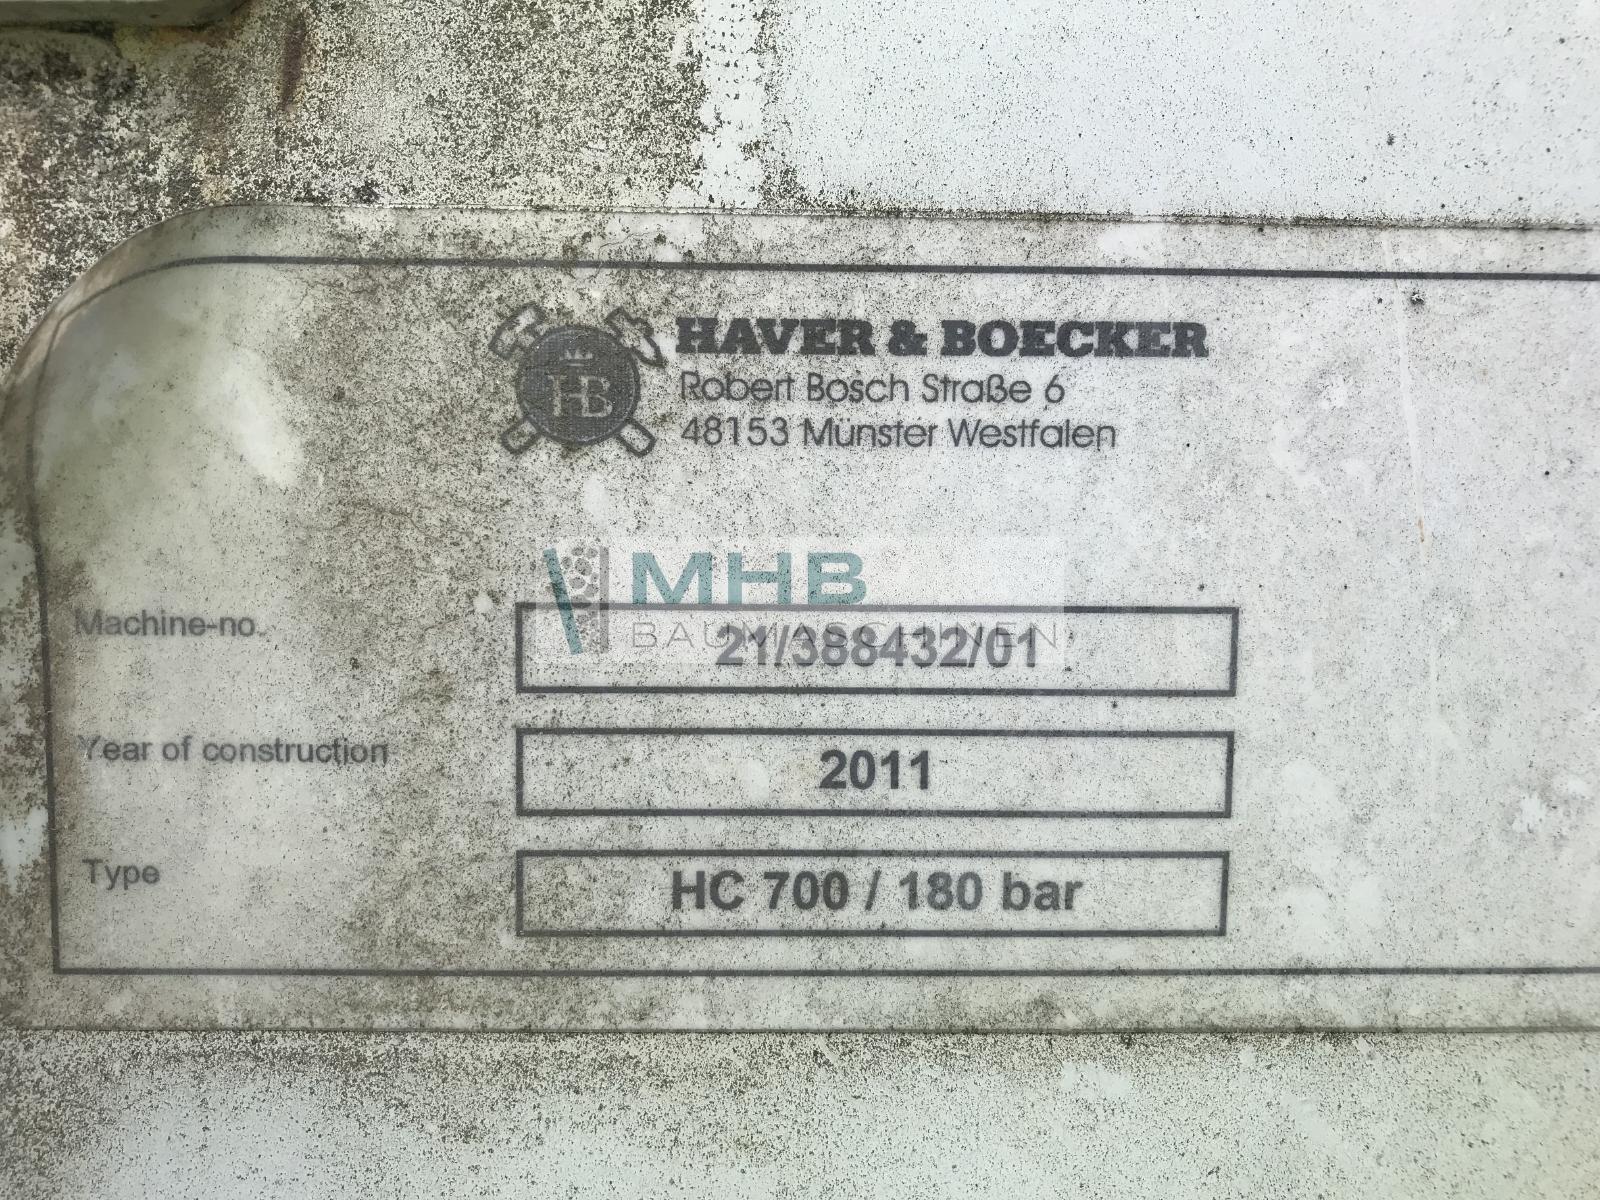 HAVER & BOECKER
HB
Robert Bosch Straße 6
48153 Münster Westfalen
MHB
BAUMASCHINEN
Machine-no.
21/388432/01
Year of construction
2011
Type
HC 700 / 180 bar